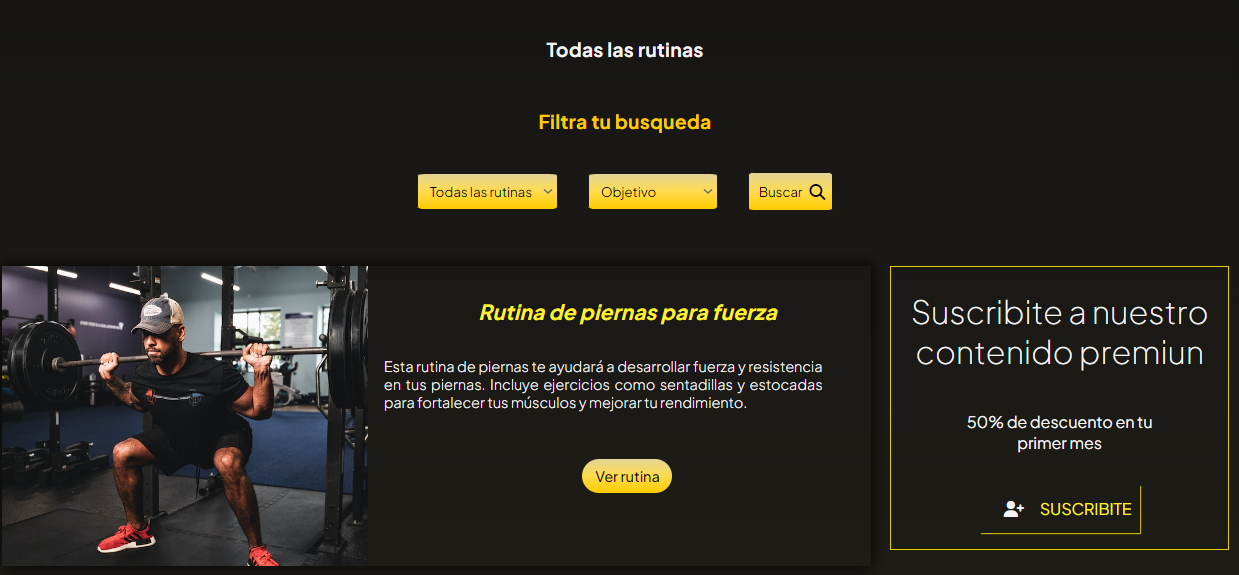 Todas las rutinas
Filtra tu busqueda
Todas las rutinas
Objetivo
Buscar
Rutina de piernas para fuerza
Esta rutina de piernas te ayudará a desarrollar fuerza y resistencia
en tus piernas. Incluye ejercicios como sentadillas y estocadas
para fortalecer tus músculos y mejorar tu rendimiento.
Ver rutina
Suscribite a nuestro
contenido premiun
50% de descuento en tu
primer mes
SUSCRIBITE